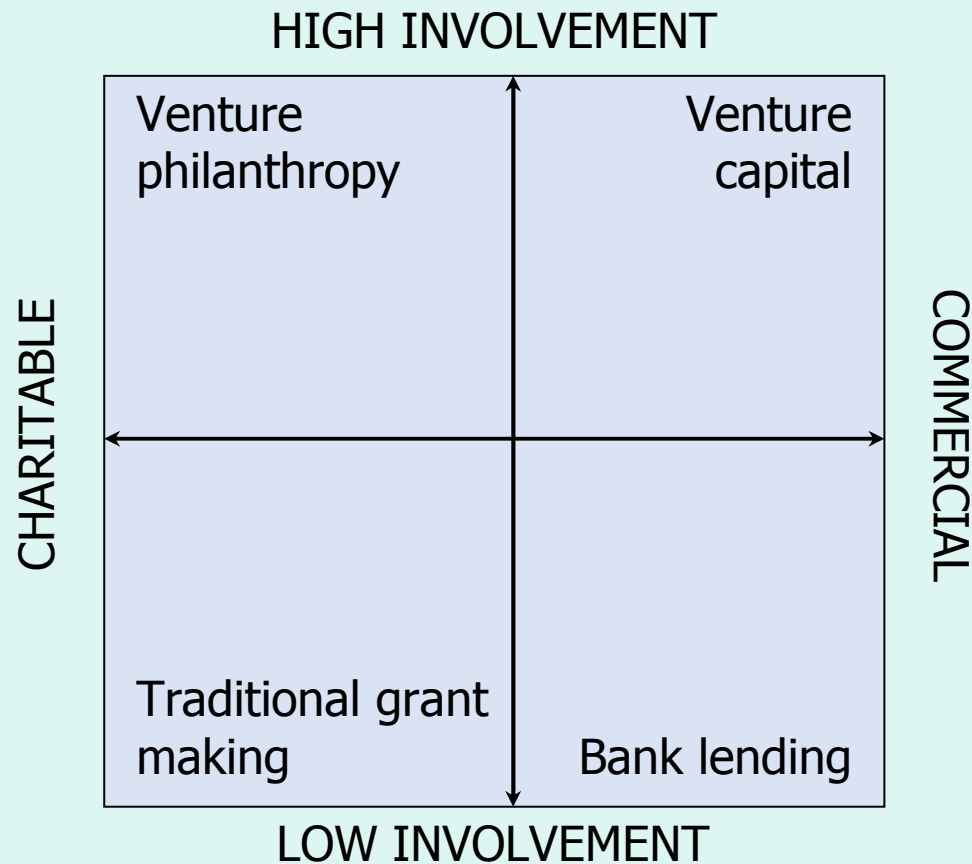 HIGH INVOLVEMENT
Venture
philanthropy
Venture
capital
CHARITABLE
COMMERCIAL
Traditional grant
making
Bank lending
LOW INVOLVEMENT